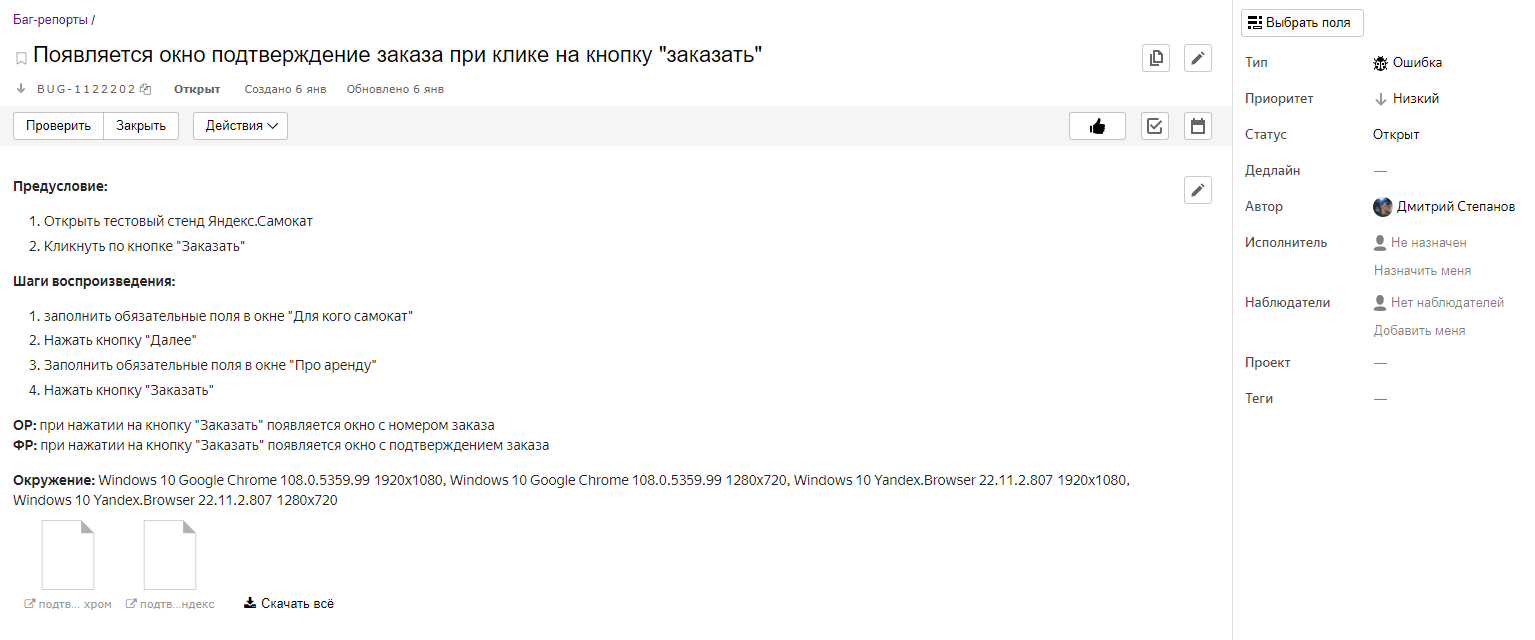 Баг-репорты /
Появляется окно подтверждение заказа при клике на кнопку "заказать"
BUG-1122202 Открыт Создано 6 янв Обновлено 6 янв
Проверить Закрыть Действия
Предусловие:
1. Открыть тестовый стенд Яндекс.Самокат
2. Кликнуть по кнопке "Заказать"
Шаги воспроизведения:
1. заполнить обязательные поля в окне "Для кого самокат"
2. Нажать кнопку "Далее"
3. Заполнить обязательные поля в окне "Про аренду"
4. Нажать кнопку "Заказать"
ОР: при нажатии на кнопку "Заказать" появляется окно с номером заказа
ФР: при нажатии на кнопку "Заказать" появляется окно с подтверждением заказа
Окружение: Windows 10 Google Chrome 108.0.5359.99 1920x1080, Windows 10 Google Chrome 108.0.5359.99 1280x720, Windows 10 Yandex.Browser 22.11.2.807 1920x1080,
Windows 10 Yandex.Browser 22.11.2.807 1280x720
подтв... хром подтв...ндекс Скачать всё
Выбрать поля
Тип Ошибка
Приоритет Низкий
Статус Открыт
Дедлайн —
Автор Дмитрий Степанов
Исполнитель Не назначен
Назначить меня
Наблюдатели Нет наблюдателей
Добавить меня
Проект —
Теги —